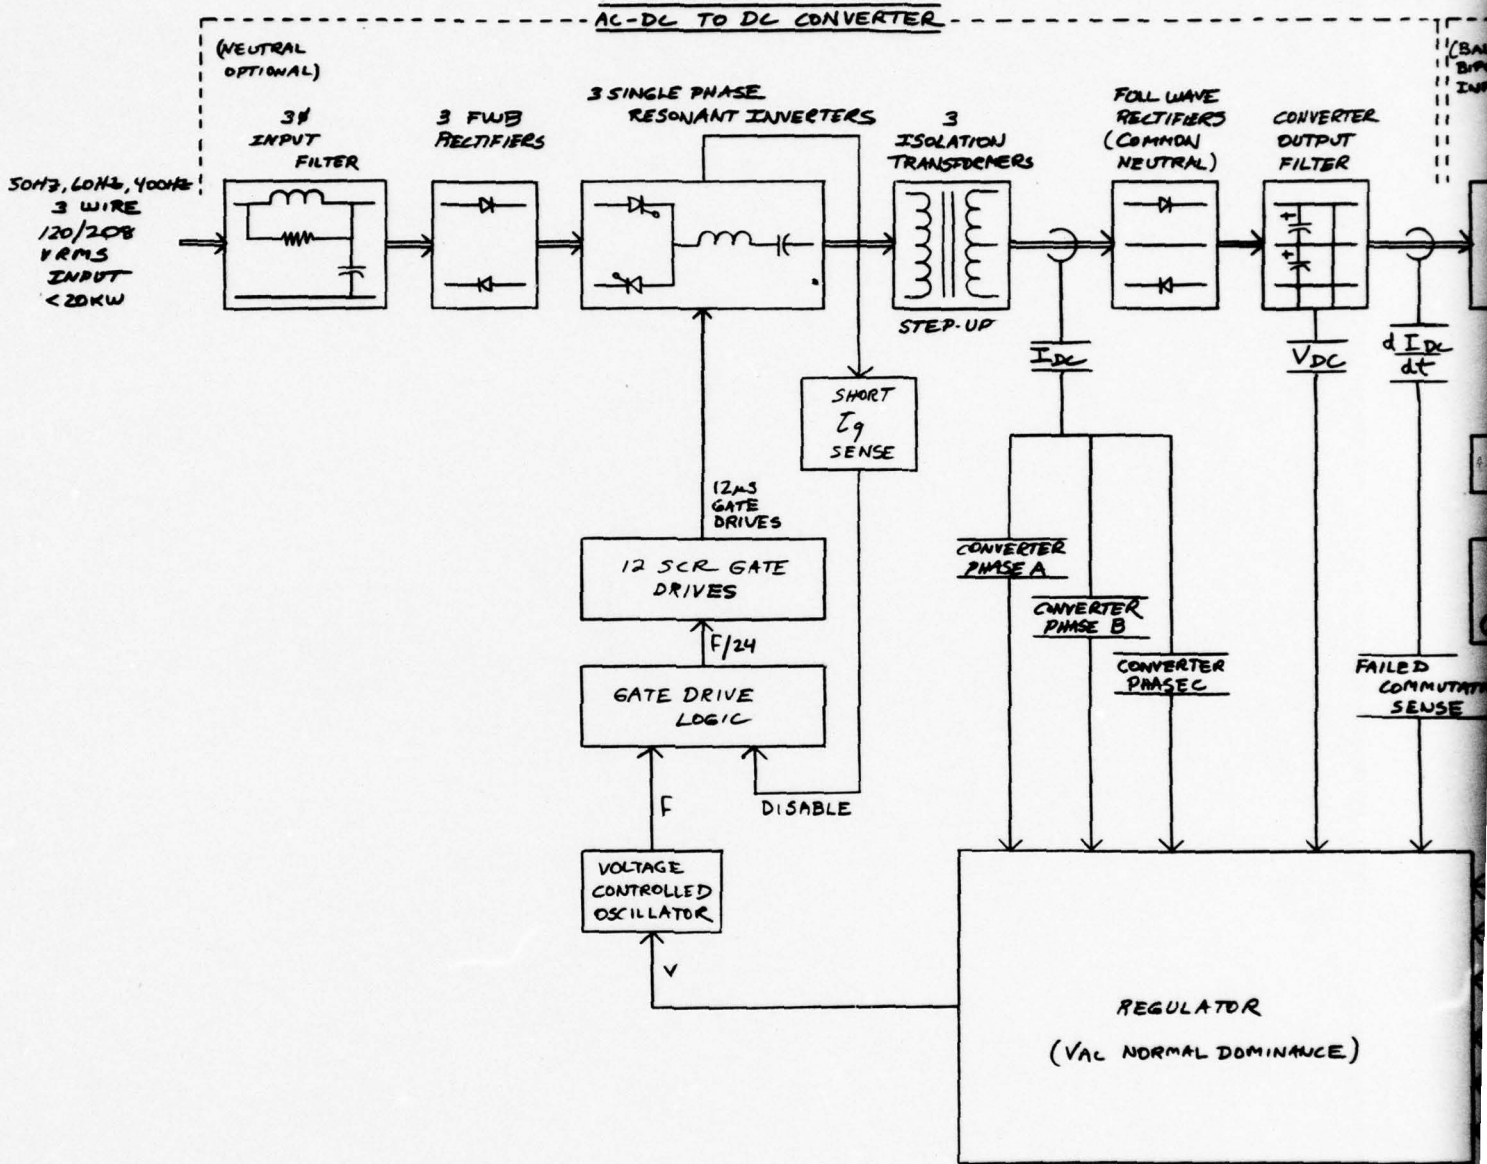 AC-DC TO DC CONVERTER
(NEUTRAL
OPTIONAL)
3 SINGLE PHASE
RESONANT INVERTERS
3Ø
INPUT
FILTER
3 FWB
RECTIFIERS
3
ISOLATION
TRANSFORMERS
FULL WAVE
RECTIFIERS
(COMMON
NEUTRAL)
CONVERTER
OUTPUT
FILTER
50HZ, 60HZ, 400HZ
3 WIRE
120/208
VRMS
INPUT
<20KW
+
+
STEP-UP
IDC
VDC
d IDC
dt
SHORT
τq
SENSE
12μS
GATE
DRIVES
12 SCR GATE
DRIVES
CONVERTER
PHASE A
CONVERTER
PHASE B
CONVERTER
PHASE C
F/24
GATE DRIVE
LOGIC
FAILED
COMMUTAT
SENSE
F
DISABLE
VOLTAGE
CONTROLLED
OSCILLATOR
V
REGULATOR
(VAC NORMAL DOMINANCE)